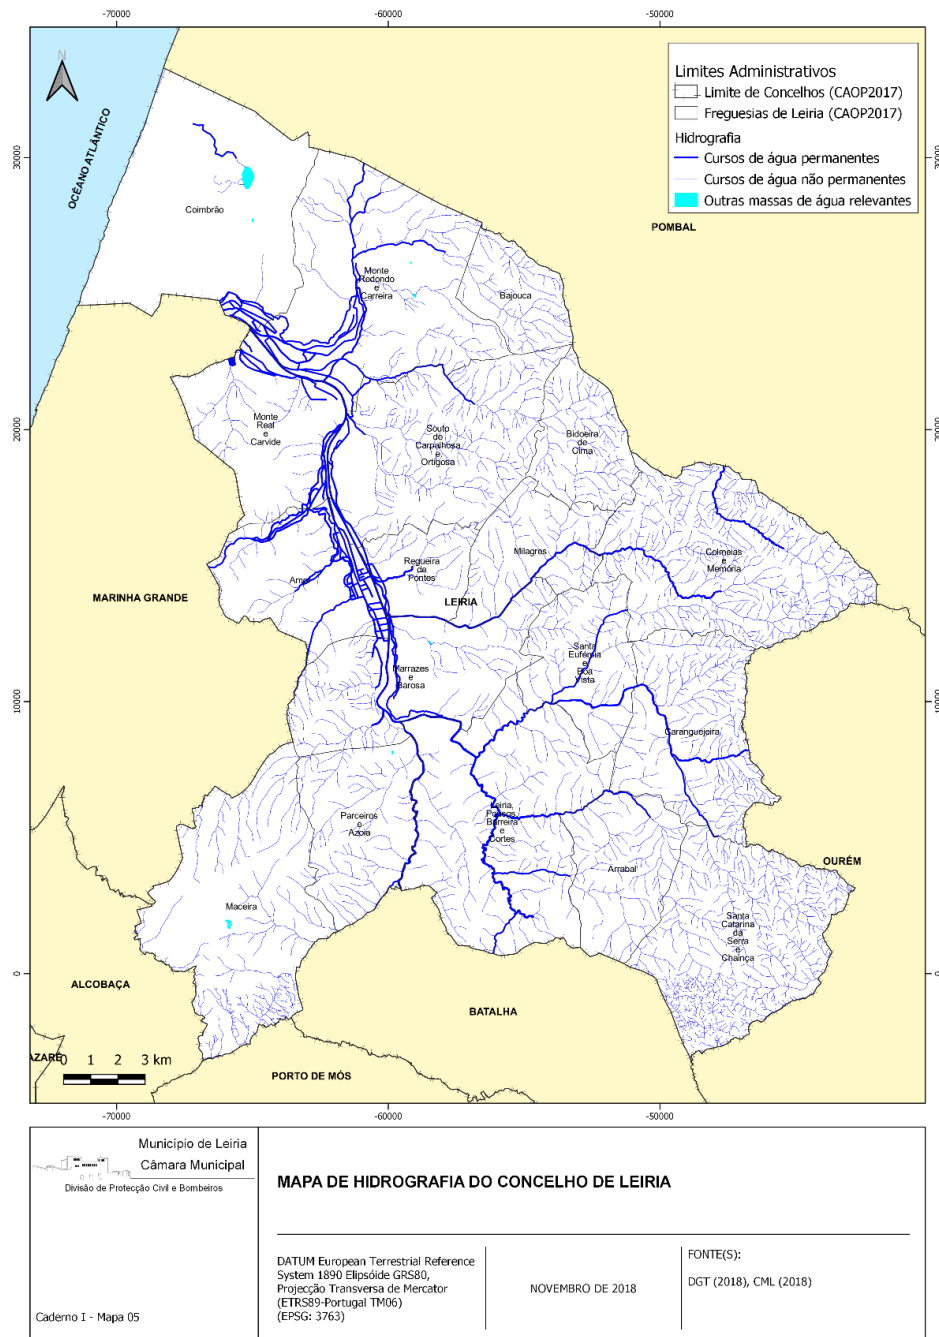 -70000
-60000
-50000
N
OCÉANO ATLÂNTICO
Limites Administrativos
Limite de Concelhos (CAOP2017)
Freguesias de Leiria (CAOP2017)
Hidrografia
Cursos de água permanentes
Cursos de água não permanentes
Outras massas de água relevantes
30000
30000
Coimbrão
POMBAL
Monte
Redondo
e
Carreira
Bajouca
20000
20000
Monte
Real
e
Carvide
Souto
da
Carpalhosa
e
Ortigosa
Bidoeira
de
Cima
Milagres
Colmeias
e
Memória
Regueira
de
Pontes
Amor
MARINHA GRANDE
LEIRIA
Santa
Eufémia
e
Boa
Vista
Marrazes
e
Barosa
10000
10000
Caranguejeira
Parceiros
e
Azoia
Leiria,
Pousos,
Barreira
e
Cortes
Arrabal
OURÉM
Maceira
Santa
Catarina
da
Serra
e
Chainça
0
0
ALCOBAÇA
BATALHA
AZARÉ
0 1 2 3 km
PORTO DE MÓS
-70000
-60000
-50000
Município de Leiria
Câmara Municipal
Divisão de Protecção Civil e Bombeiros
MAPA DE HIDROGRAFIA DO CONCELHO DE LEIRIA
DATUM European Terrestrial Reference
System 1890 Elipsóide GRS80,
Projecção Transversa de Mercator
(ETRS89-Portugal TM06)
(EPSG: 3763)
NOVEMBRO DE 2018
FONTE(S):
DGT (2018), CML (2018)
Caderno I - Mapa 05